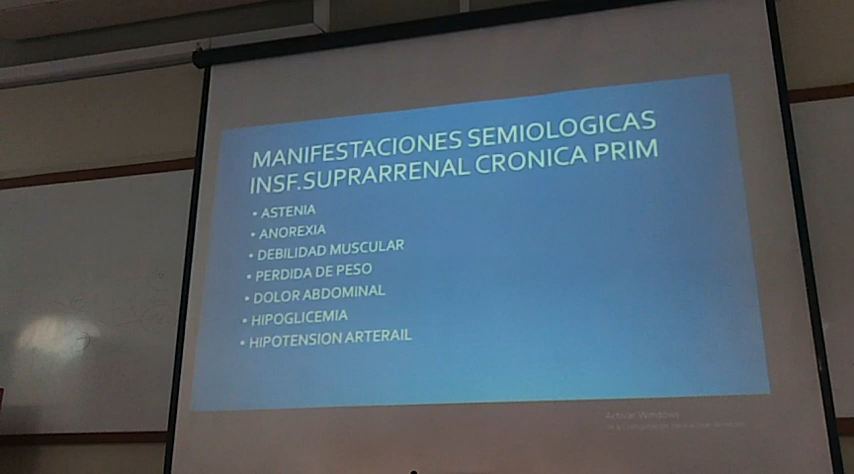 MANIFESTACIONES SEMIOLOGICAS
INSF.SUPRARRENAL CRONICA PRIM
• ASTENIA
• ANOREXIA
• DEBILIDAD MUSCULAR
• PERDIDA DE PESO
• DOLOR ABDOMINAL
• HIPOGLICEMIA
• HIPOTENSION ARTERAIL
Activar Windows